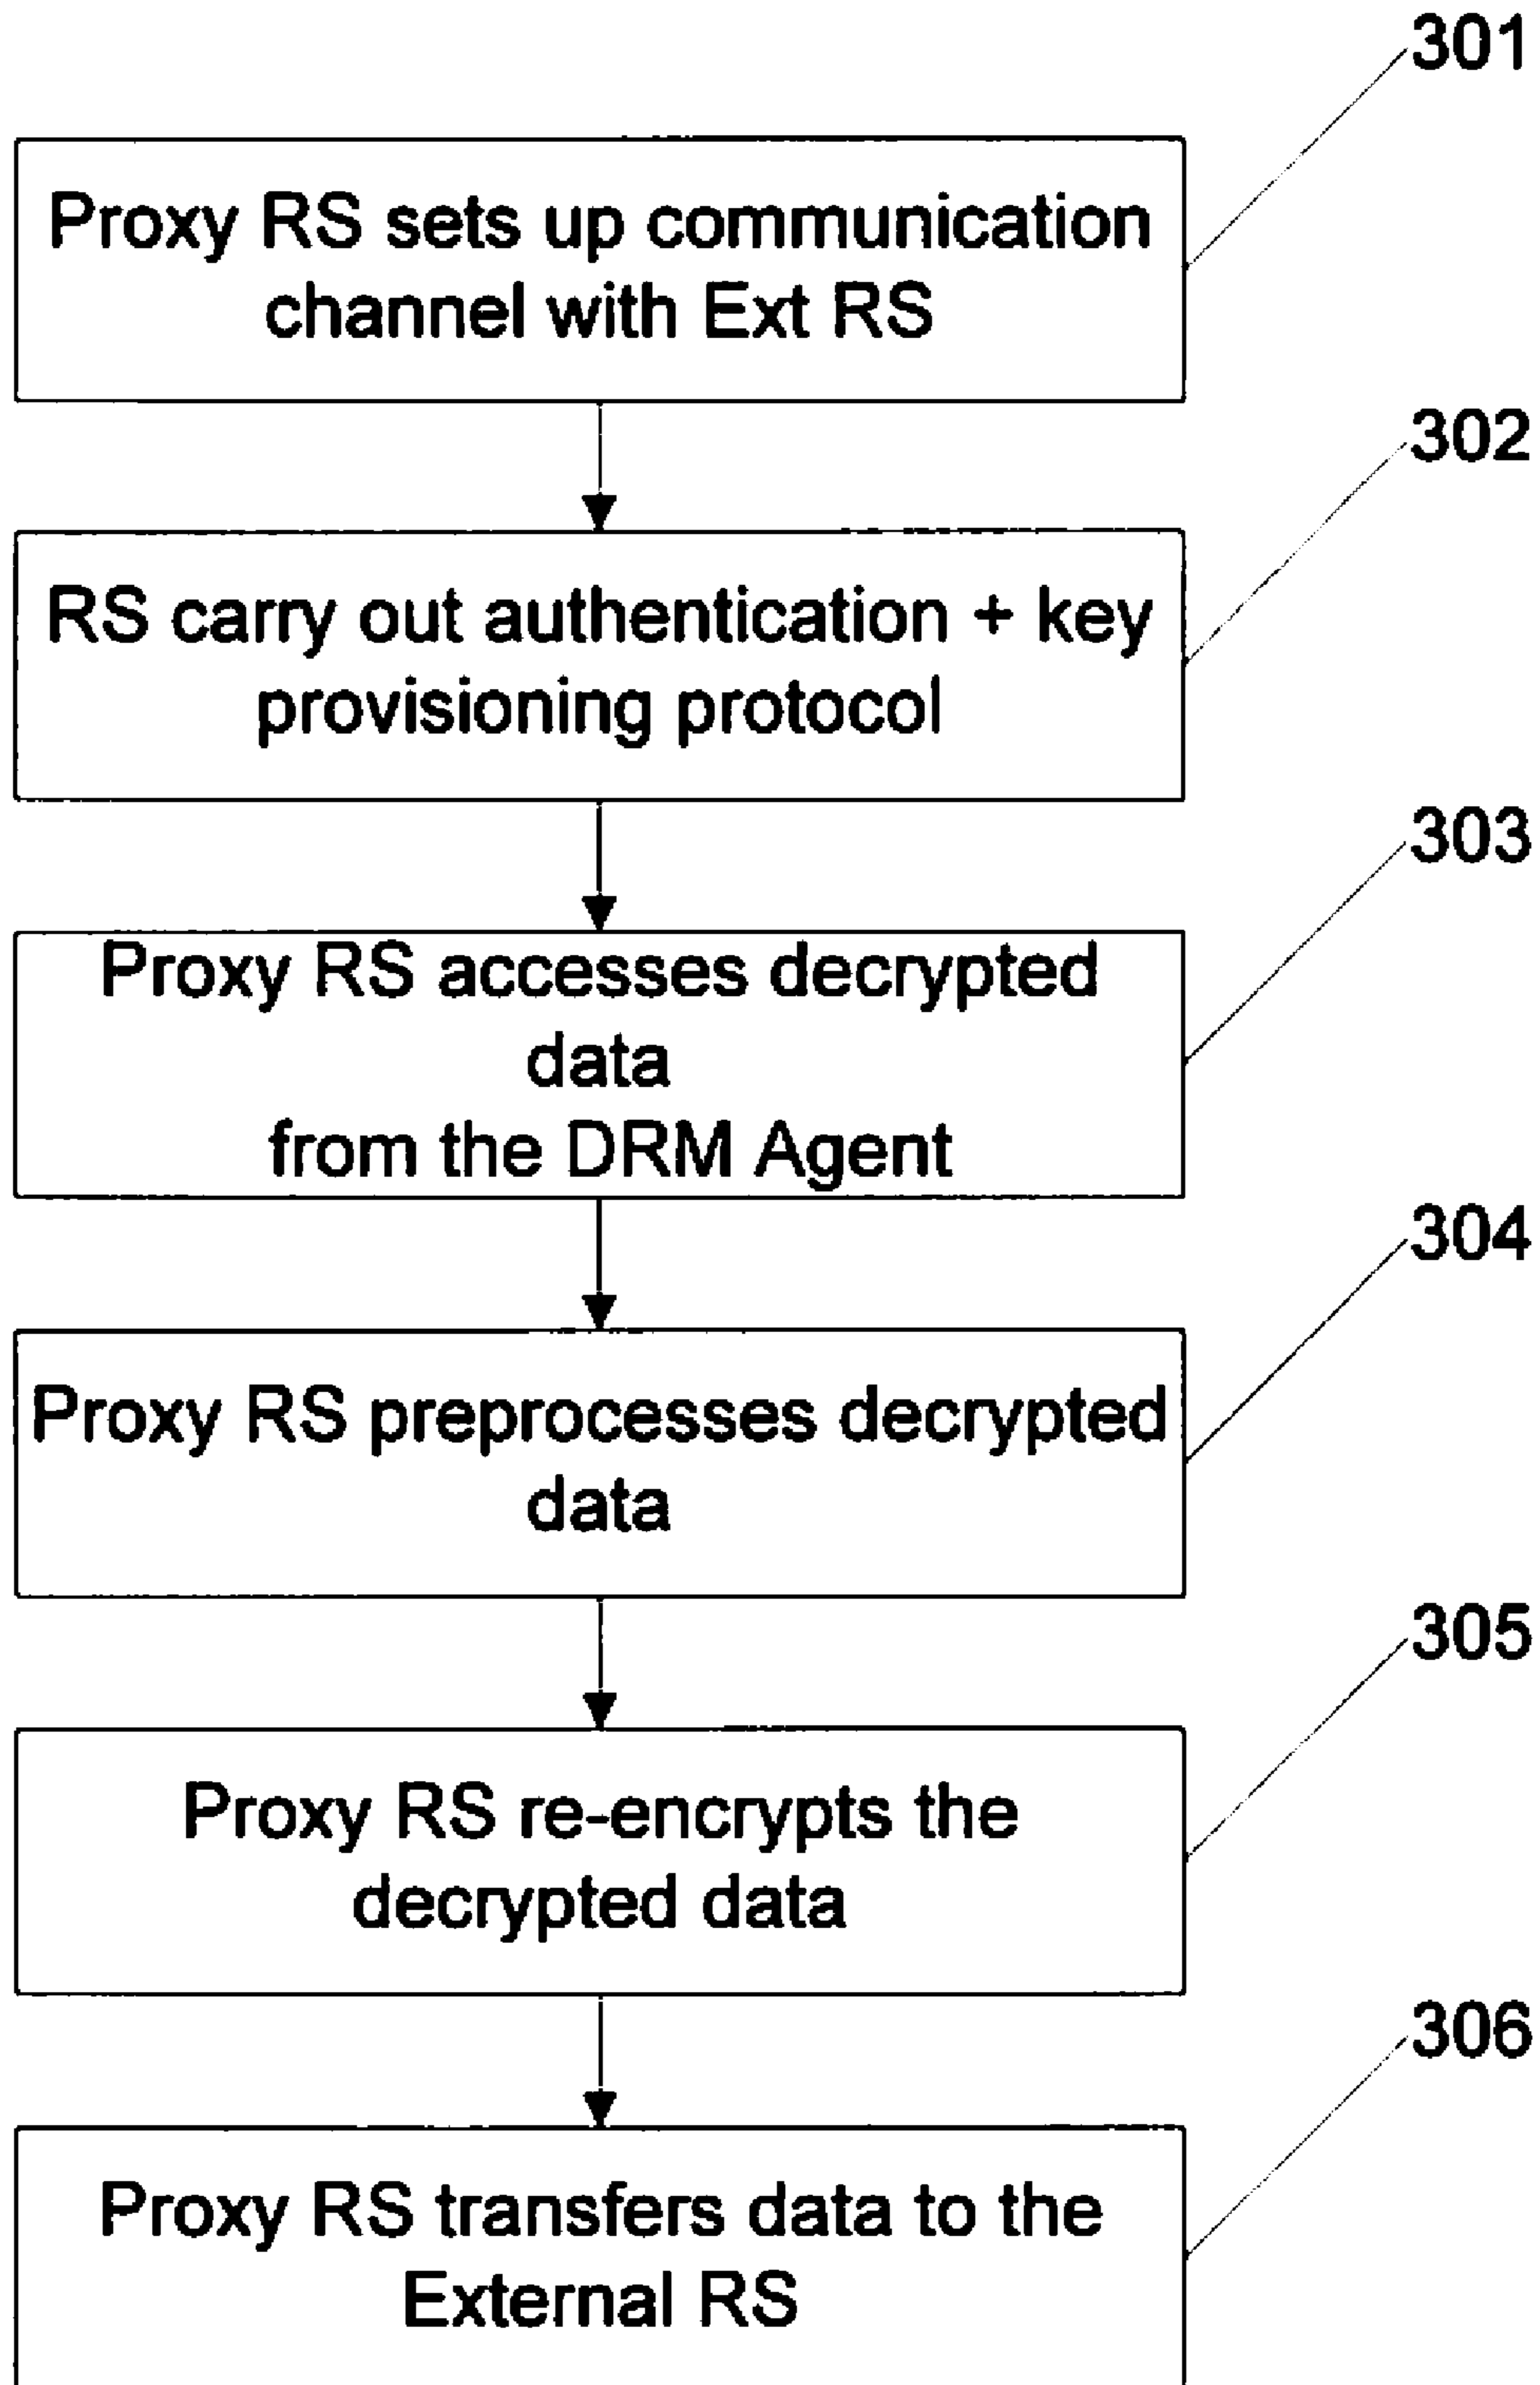 301
Proxy RS sets up communication
channel with Ext RS
302
RS carry out authentication + key
provisioning protocol
303
Proxy RS accesses decrypted
data
from the DRM Agent
304
Proxy RS preprocesses decrypted
data
305
Proxy RS re-encrypts the
decrypted data
306
Proxy RS transfers data to the
External RS